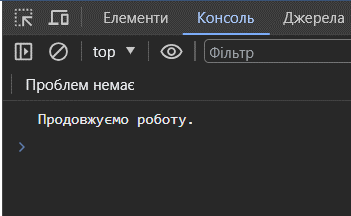 Елементи Консоль Джерела
top Фільтр
Проблем немає
Продовжуємо роботу.